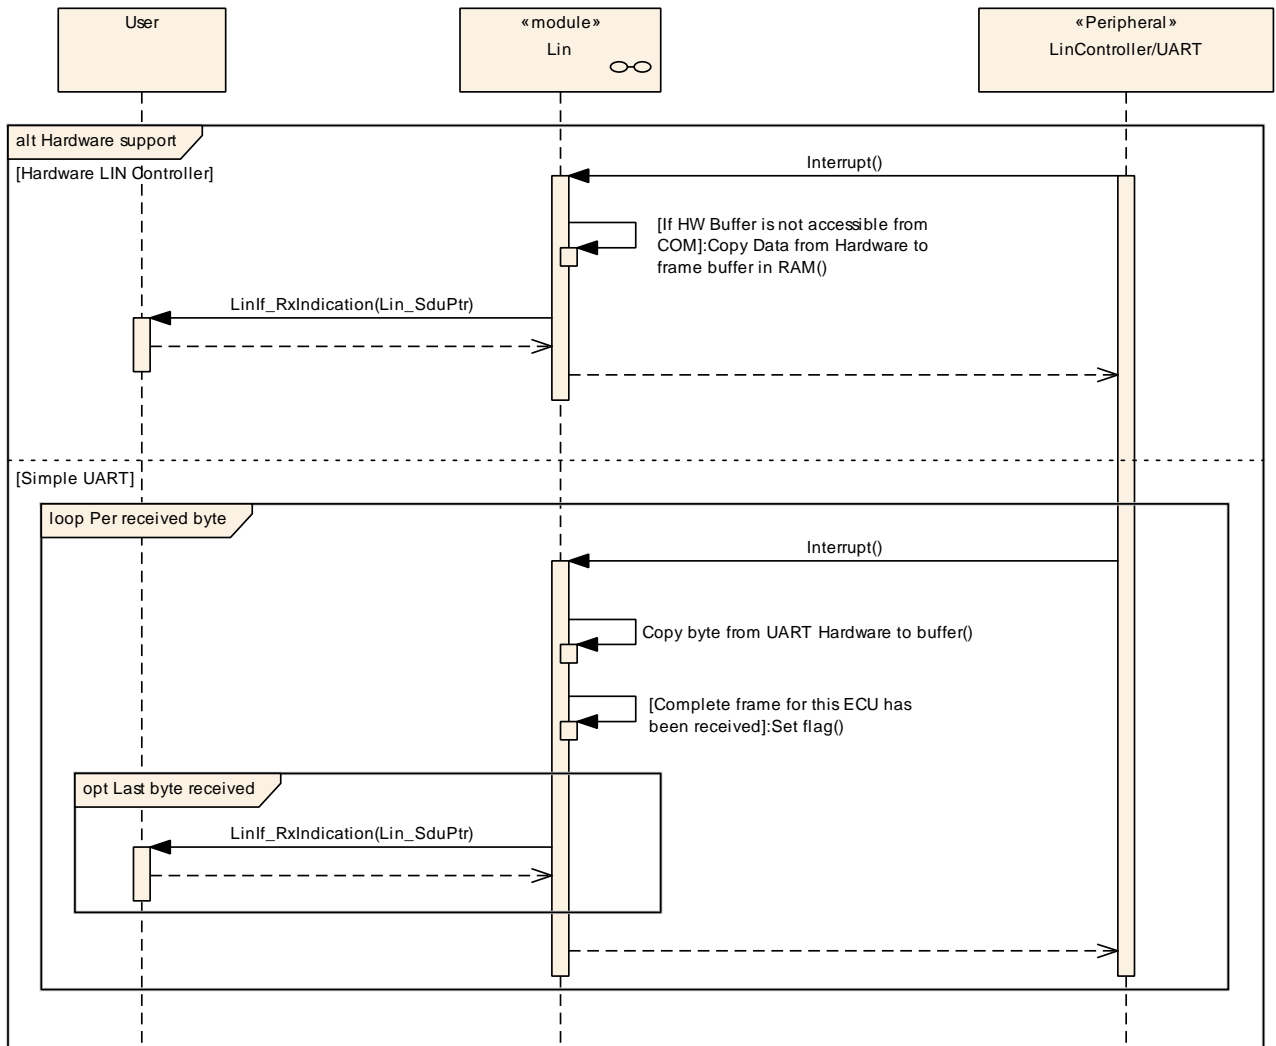 User
«module»
Lin
«Peripheral»
LinController/UART
alt Hardware support
[Hardware LIN Controller]
Interrupt()
[If HW Buffer is not accessible from
COM]:Copy Data from Hardware to
frame buffer in RAM()
LinIf_RxIndication(Lin_SduPtr)
[Simple UART]
loop Per received byte
Interrupt()
Copy byte from UART Hardware to buffer()
[Complete frame for this ECU has
been received]:Set flag()
opt Last byte received
LinIf_RxIndication(Lin_SduPtr)